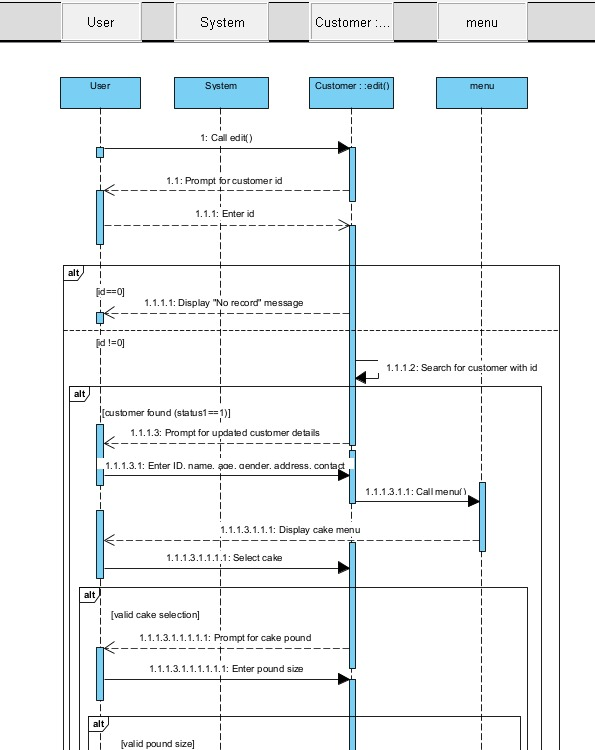 User System Customer :... menu
User System Customer : :edit() menu
1: Call edit()
1.1: Prompt for customer id
1.1.1: Enter id
alt
[id==0]
1.1.1.1: Display "No record" message
[id !=0]
1.1.1.2: Search for customer with id
alt
[customer found (status1==1)]
1.1.1.3: Prompt for updated customer details
1.1.1.3.1: Enter ID, name, age, gender, address, contact
1.1.1.3.1.1: Call menu()
1.1.1.3.1.1.1: Display cake menu
1.1.1.3.1.1.1.1: Select cake
alt
[valid cake selection]
1.1.1.3.1.1.1.1.1: Prompt for cake pound
1.1.1.3.1.1.1.1.1.1: Enter pound size
alt
[valid pound size]